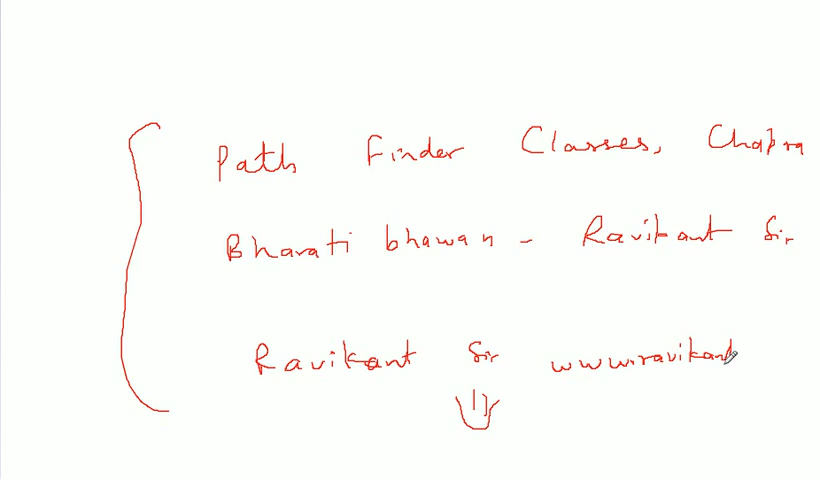 Path Finder Classes, Chapra
Bharati bhawan - Ravikant Sir
Ravikant Sir www.ravikant